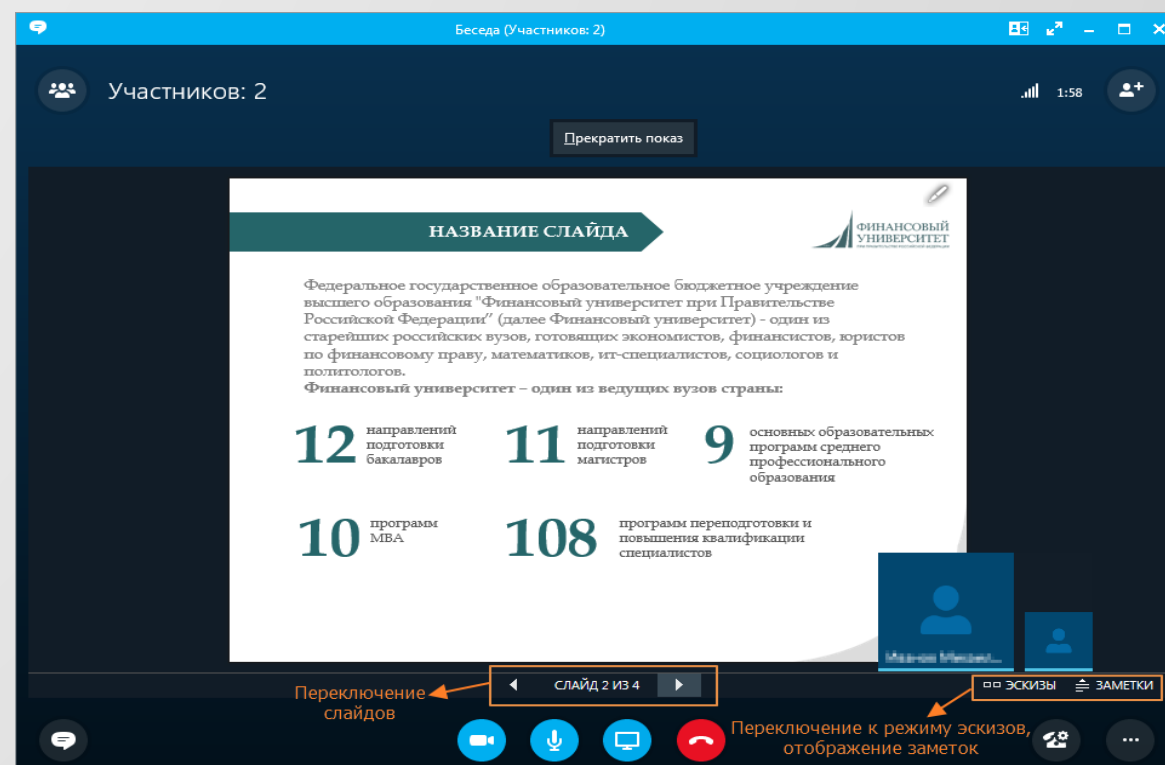 Беседа (Участников: 2)
Участников: 2
1:58
Прекратить показ
НАЗВАНИЕ СЛАЙДА
ФИНАНСОВЫЙ
УНИВЕРСИТЕТ
Федеральное государственное образовательное бюджетное учреждение
высшего образования "Финансовый университет при Правительстве
Российской Федерации” (далее Финансовый университет) - один из
старейших российских вузов, готовящих экономистов, финансистов, юристов
по финансовому праву, математиков, ит-специалистов, социологов и
политологов.
Финансовый университет – один из ведущих вузов страны:
12 направлений
подготовки
бакалавров
11 направлений
подготовки
магистров
9 основных образовательных
программ среднего
профессионального
образования
10 программ
МВА
108 программ переподготовки и
повышения квалификации
специалистов
СЛАЙД 2 ИЗ 4
ЭСКИЗЫ
ЗАМЕТКИ
Переключение
слайдов
Переключение к режиму эскизов,
отображение заметок